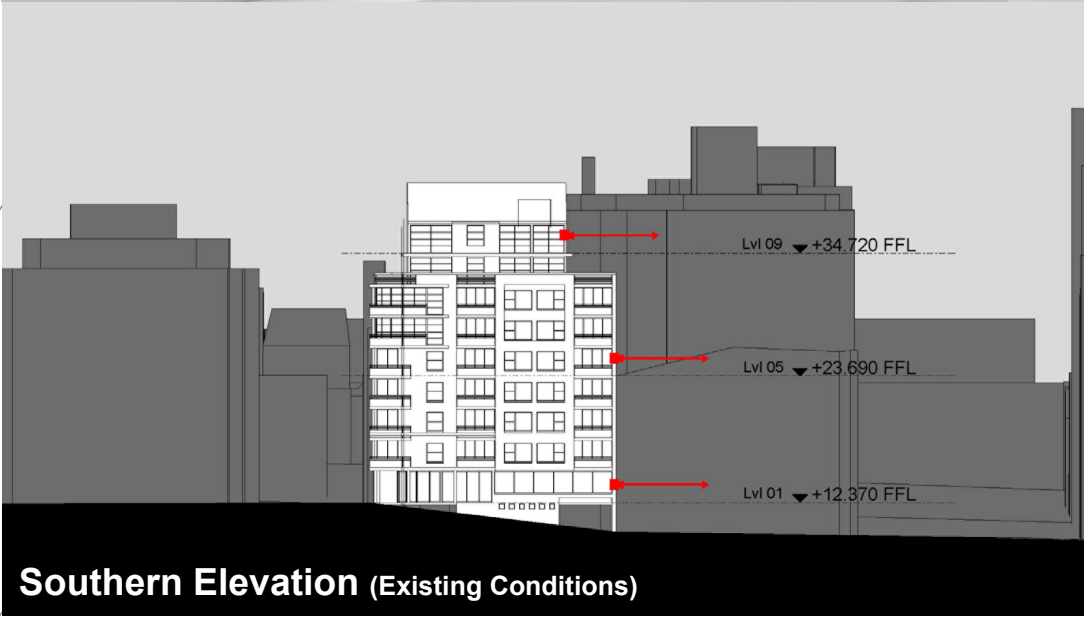 Lvl 09 +34.720 FFL
Lvl 05 +23.690 FFL
Lvl 01 +12.370 FFL
Southern Elevation (Existing Conditions)